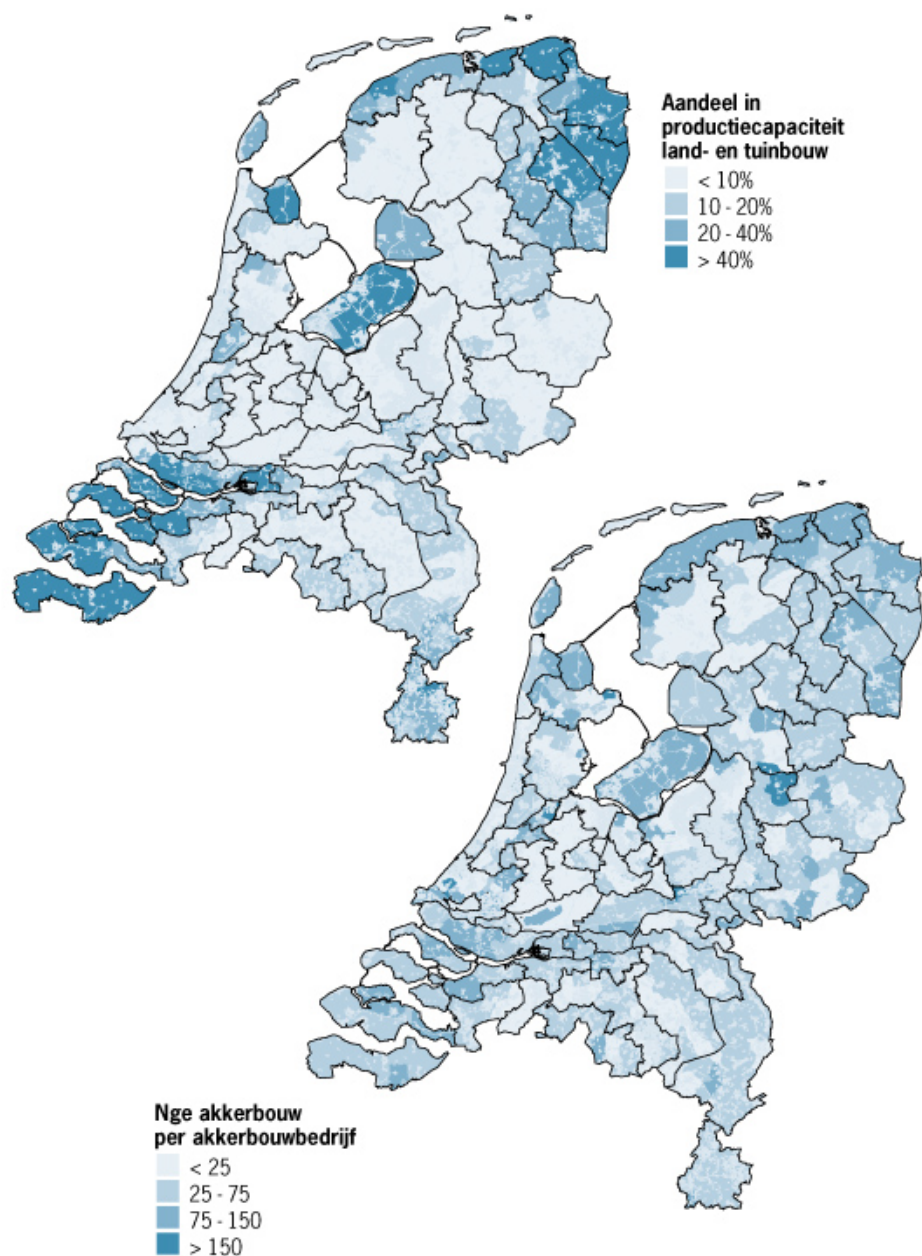 Aandeel in
productiecapaciteit
land- en tuinbouw
< 10%
10 - 20%
20 - 40%
> 40%
Nge akkerbouw
per akkerbouwbedrijf
< 25
25 - 75
75 - 150
> 150